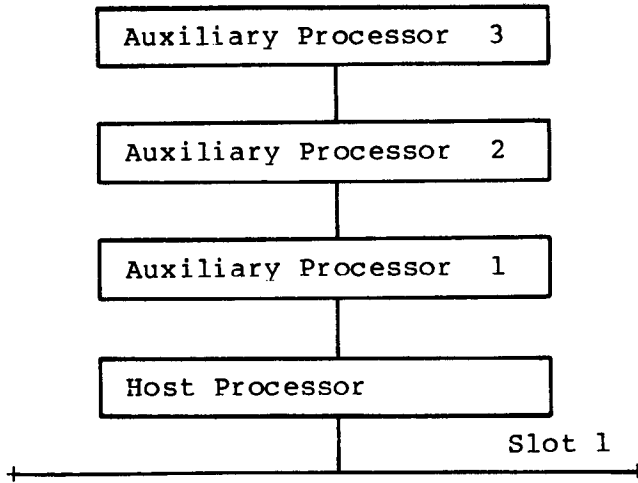 Auxiliary Processor 3
Auxiliary Processor 2
Auxiliary Processor 1
Host Processor
Slot 1